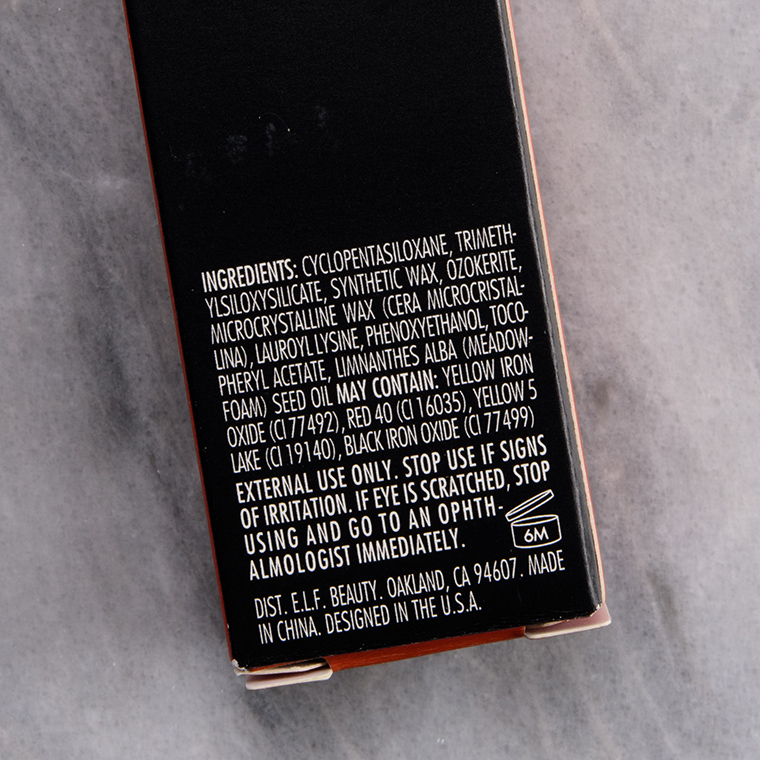 INGREDIENTS: CYCLOPENTASILOXANE, TRIMETH-
YLSILOXYSILICATE, SYNTHETIC WAX, OZOKERITE,
MICROCRYSTALLINE WAX (CERA MICROCRISTAL-
LINA), LAUROYL LYSINE, PHENOXYETHANOL, TOCO-
PHERYL ACETATE, LIMNANTHES ALBA (MEADOW-
FOAM) SEED OIL MAY CONTAIN: YELLOW IRON
OXIDE (CI 77492), RED 40 (CI 16035), YELLOW 5
LAKE (CI 19140), BLACK IRON OXIDE (CI 77499)
EXTERNAL USE ONLY. STOP USE IF SIGNS
OF IRRITATION. IF EYE IS SCRATCHED, STOP
USING AND GO TO AN OPHTH-
ALMOLOGIST IMMEDIATELY.
6M
DIST. E.L.F. BEAUTY. OAKLAND, CA 94607. MADE
IN CHINA. DESIGNED IN THE U.S.A.